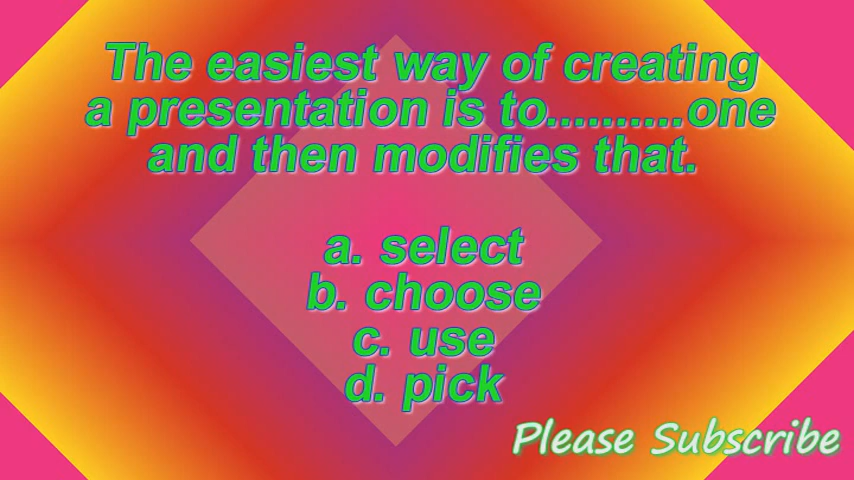 The easiest way of creating
a presentation is to..........one
and then modifies that.
a. select
b. choose
c. use
d. pick
Please Subscribe